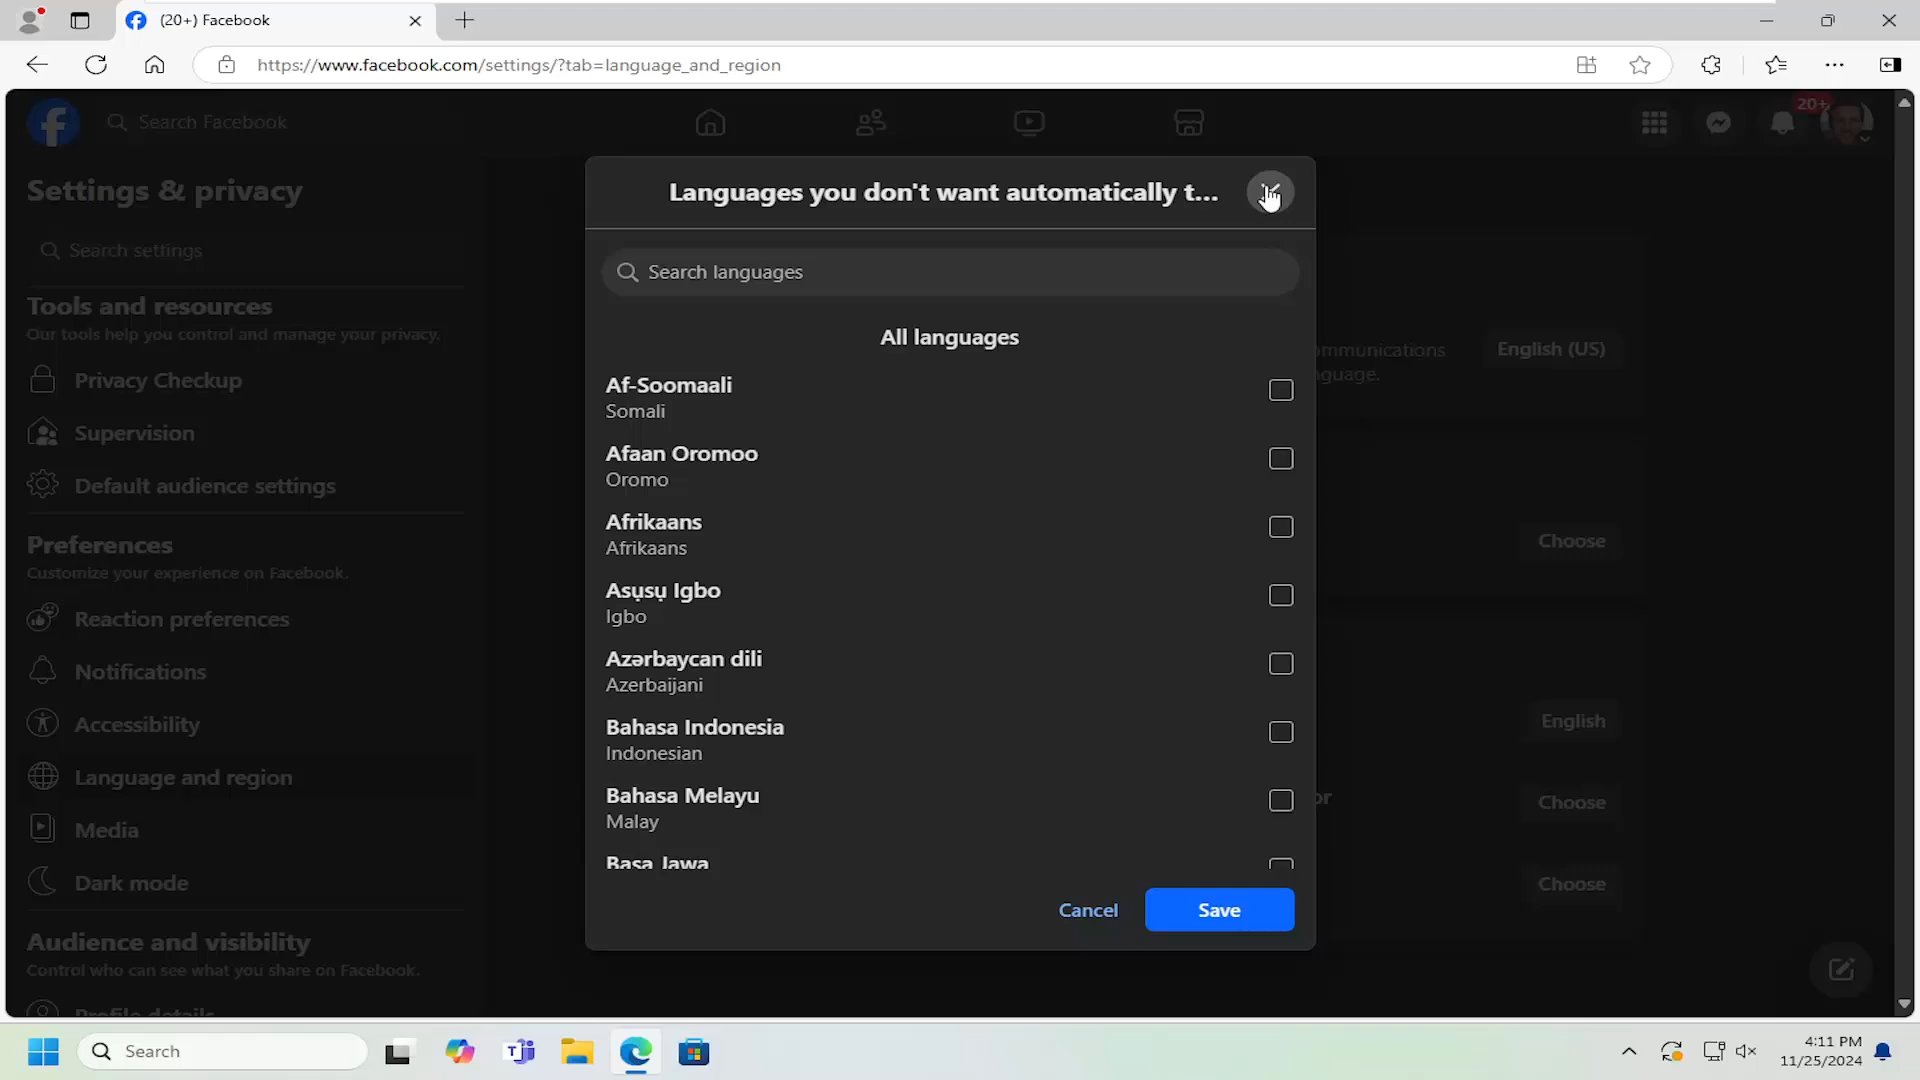 (20+) Facebook
https://www.facebook.com/settings/?tab=language_and_region
Search Facebook
20+
Settings & privacy
Search settings
Tools and resources
Our tools help you control and manage your privacy.
Privacy Checkup
Supervision
Default audience settings
Preferences
Customize your experience on Facebook.
Reaction preferences
Notifications
Accessibility
Language and region
Media
Dark mode
Audience and visibility
Control who can see what you share on Facebook.
Profile details
Languages you don't want automatically t...
Search languages
All languages
Af-Soomaali
Somali
Afaan Oromoo
Oromo
Afrikaans
Afrikaans
Asụsụ Igbo
Igbo
Azərbaycan dili
Azerbaijani
Bahasa Indonesia
Indonesian
Bahasa Melayu
Malay
Basa Jawa
Cancel
Save
English (US)
Choose
English
or
Choose
Choose
Search
4:11 PM
11/25/2024